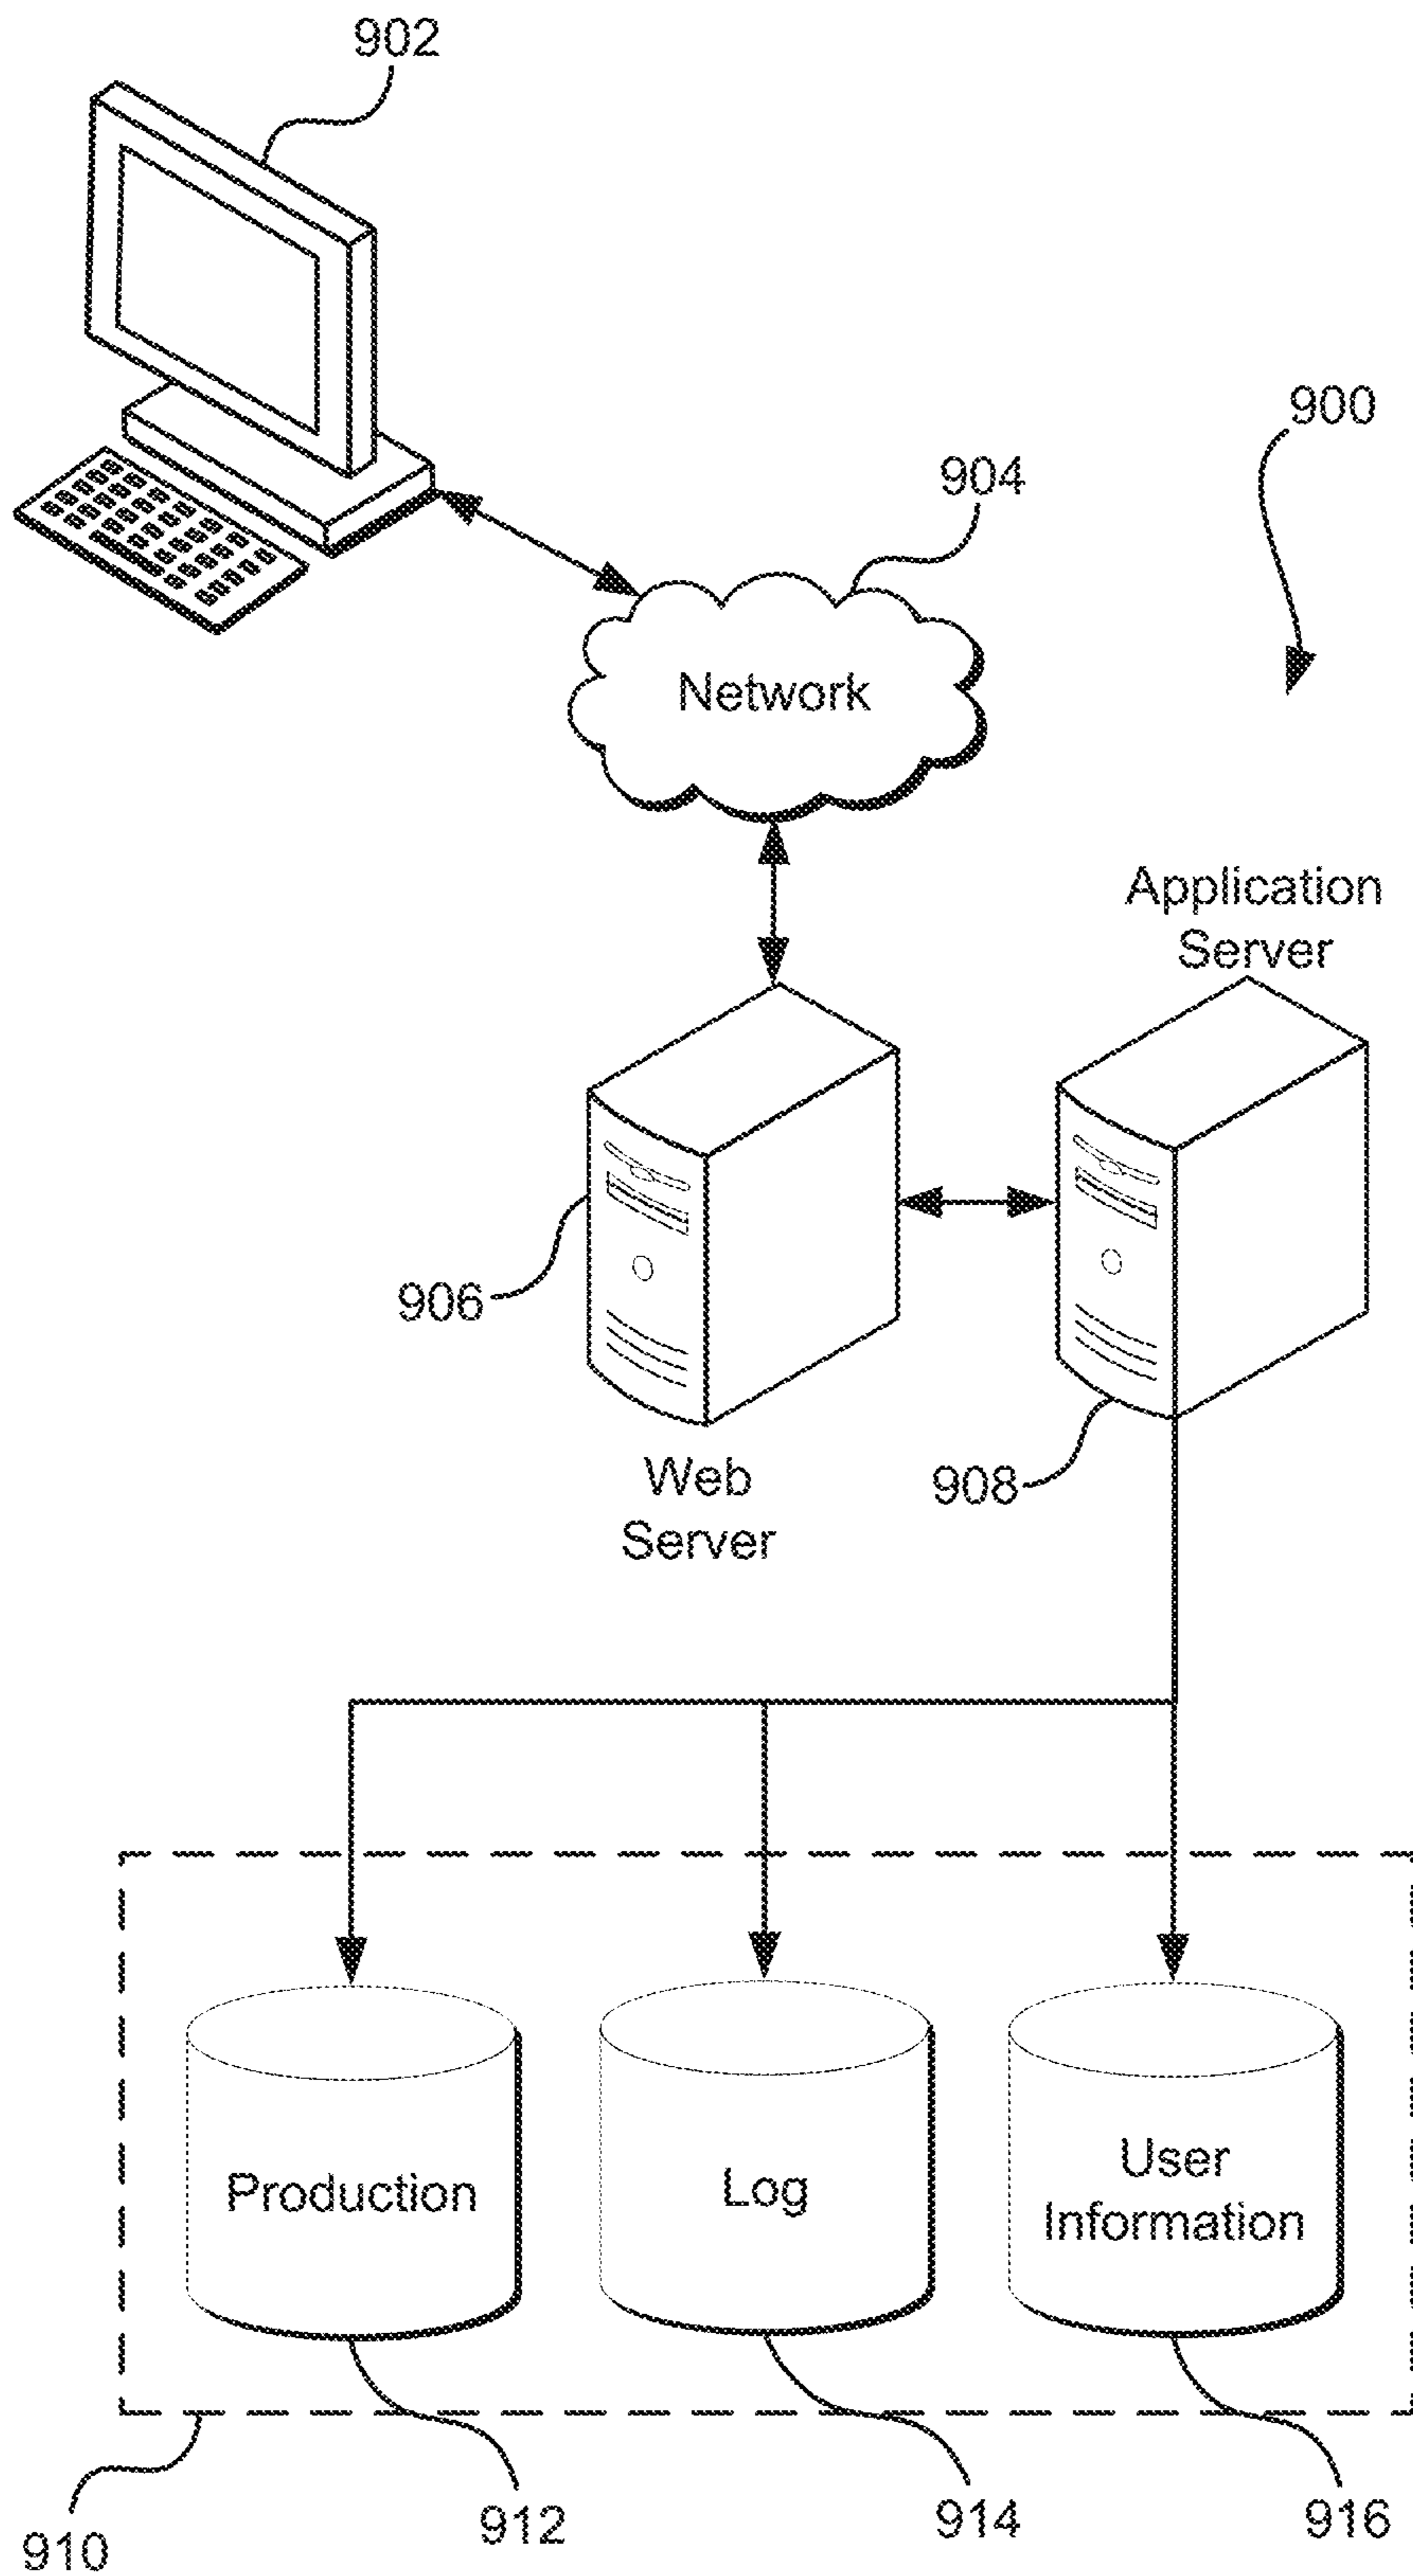 902
900
904
Network
Application
Server
906
908
Web
Server
Production
Log
User
Information
910
912
914
916